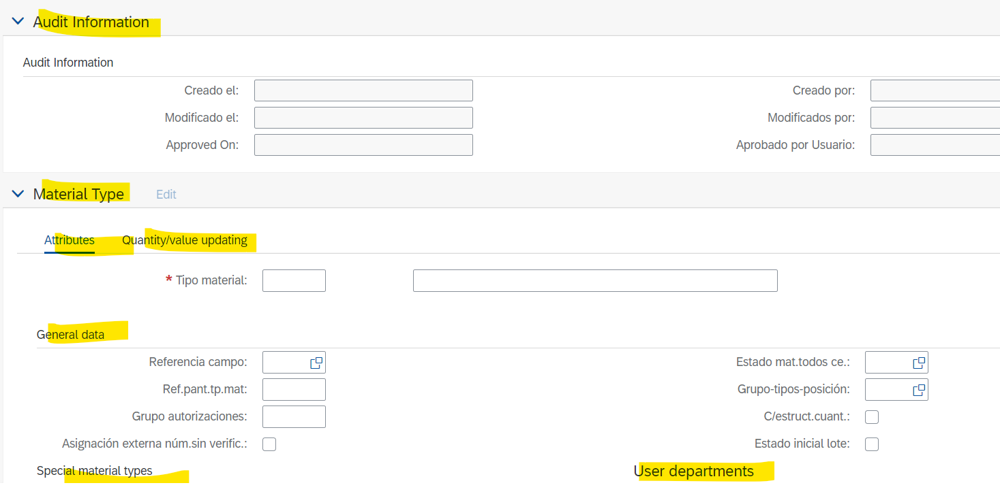 Audit Information
Audit Information
Creado el: Creado por:
Modificado el: Modificados por:
Approved On: Aprobado por Usuario:
Material Type Edit
Attributes Quantity/value updating
* Tipo material:
General data
Referencia campo: Estado mat.todos ce.:
Ref.pant.tp.mat: Grupo-tipos-posición:
Grupo autorizaciones: C/estruct.cuant.:
Asignación externa núm.sin verific.: Estado inicial lote:
Special material types User departments